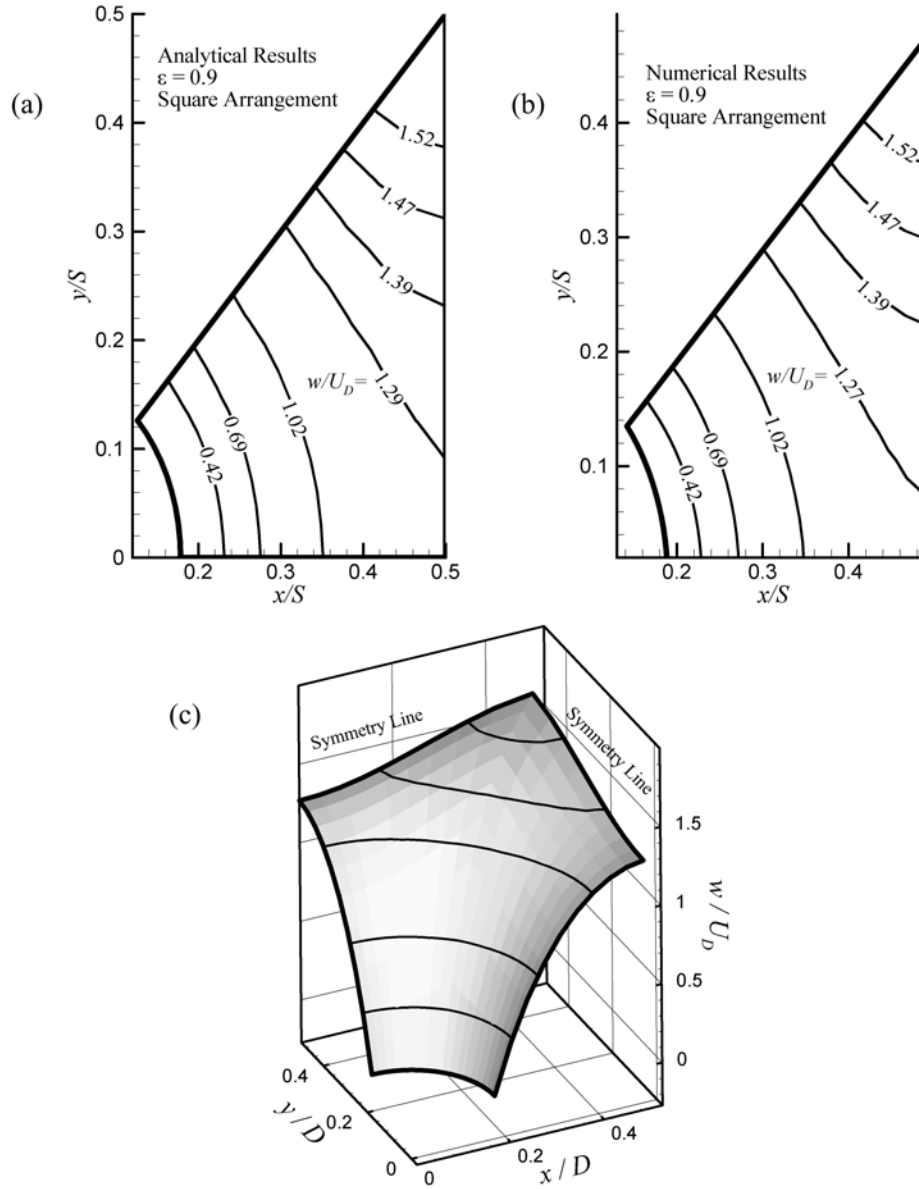 (a)
Analytical Results
ε = 0.9
Square Arrangement
0.5
0.4
0.3
0.2
0.1
0
y/S
1.52
1.47
1.39
1.29
w/U_D=
1.02
0.69
0.42
0.2
0.3
0.4
0.5
x/S
(b)
Numerical Results
ε = 0.9
Square Arrangement
0.4
0.3
0.2
0.1
y/S
1.52
1.47
1.39
1.27
w/U_D=
1.02
0.69
0.42
0.2
0.3
0.4
x/S
(c)
Symmetry Line
Symmetry Line
1.5
1
0.5
0
w / U_D
0.4
0.2
0
y / D
0
0.2
0.4
x / D